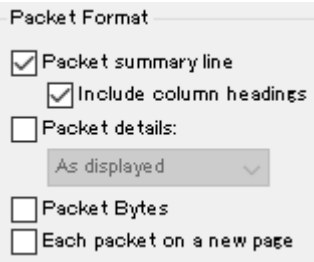 Packet Format
Packet summary line
Include column headings
Packet details:
As displayed
Packet Bytes
Each packet on a new page